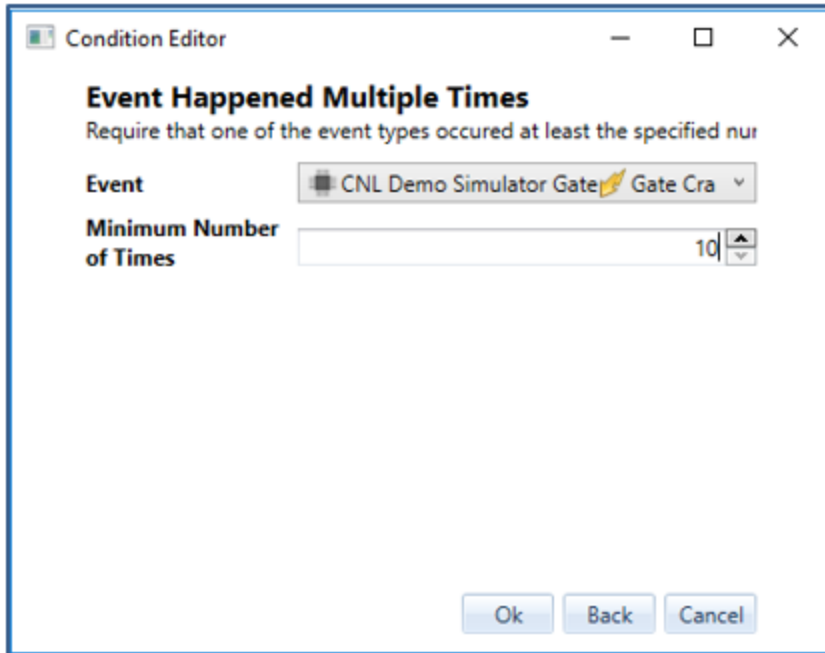 Condition Editor
Event Happened Multiple Times
Require that one of the event types occured at least the specified nur
Event CNL Demo Simulator Gate Gate Cra
Minimum Number
of Times
10
Ok Back Cancel